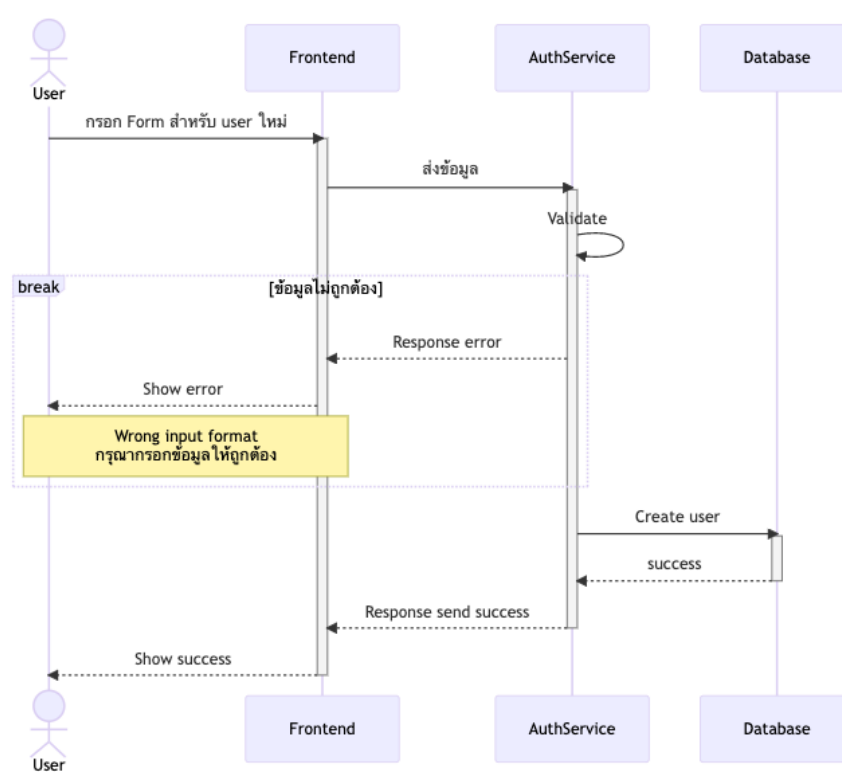 User
Frontend
AuthService
Database
กรอก Form สำหรับ user ใหม่
ส่งข้อมูล
Validate
break
[ข้อมูลไม่ถูกต้อง]
Response error
Show error
Wrong input format
กรุณากรอกข้อมูลให้ถูกต้อง
Create user
success
Response send success
Show success
User
Frontend
AuthService
Database